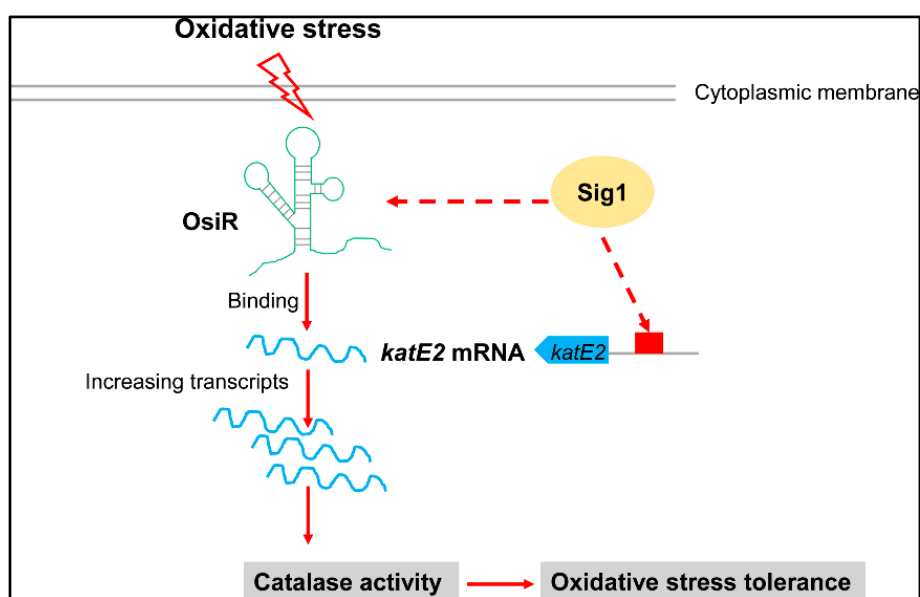 Oxidative stress
Cytoplasmic membrane
Sig1
OsiR
Binding
katE2 mRNA
katE2
Increasing transcripts
Catalase activity
Oxidative stress tolerance